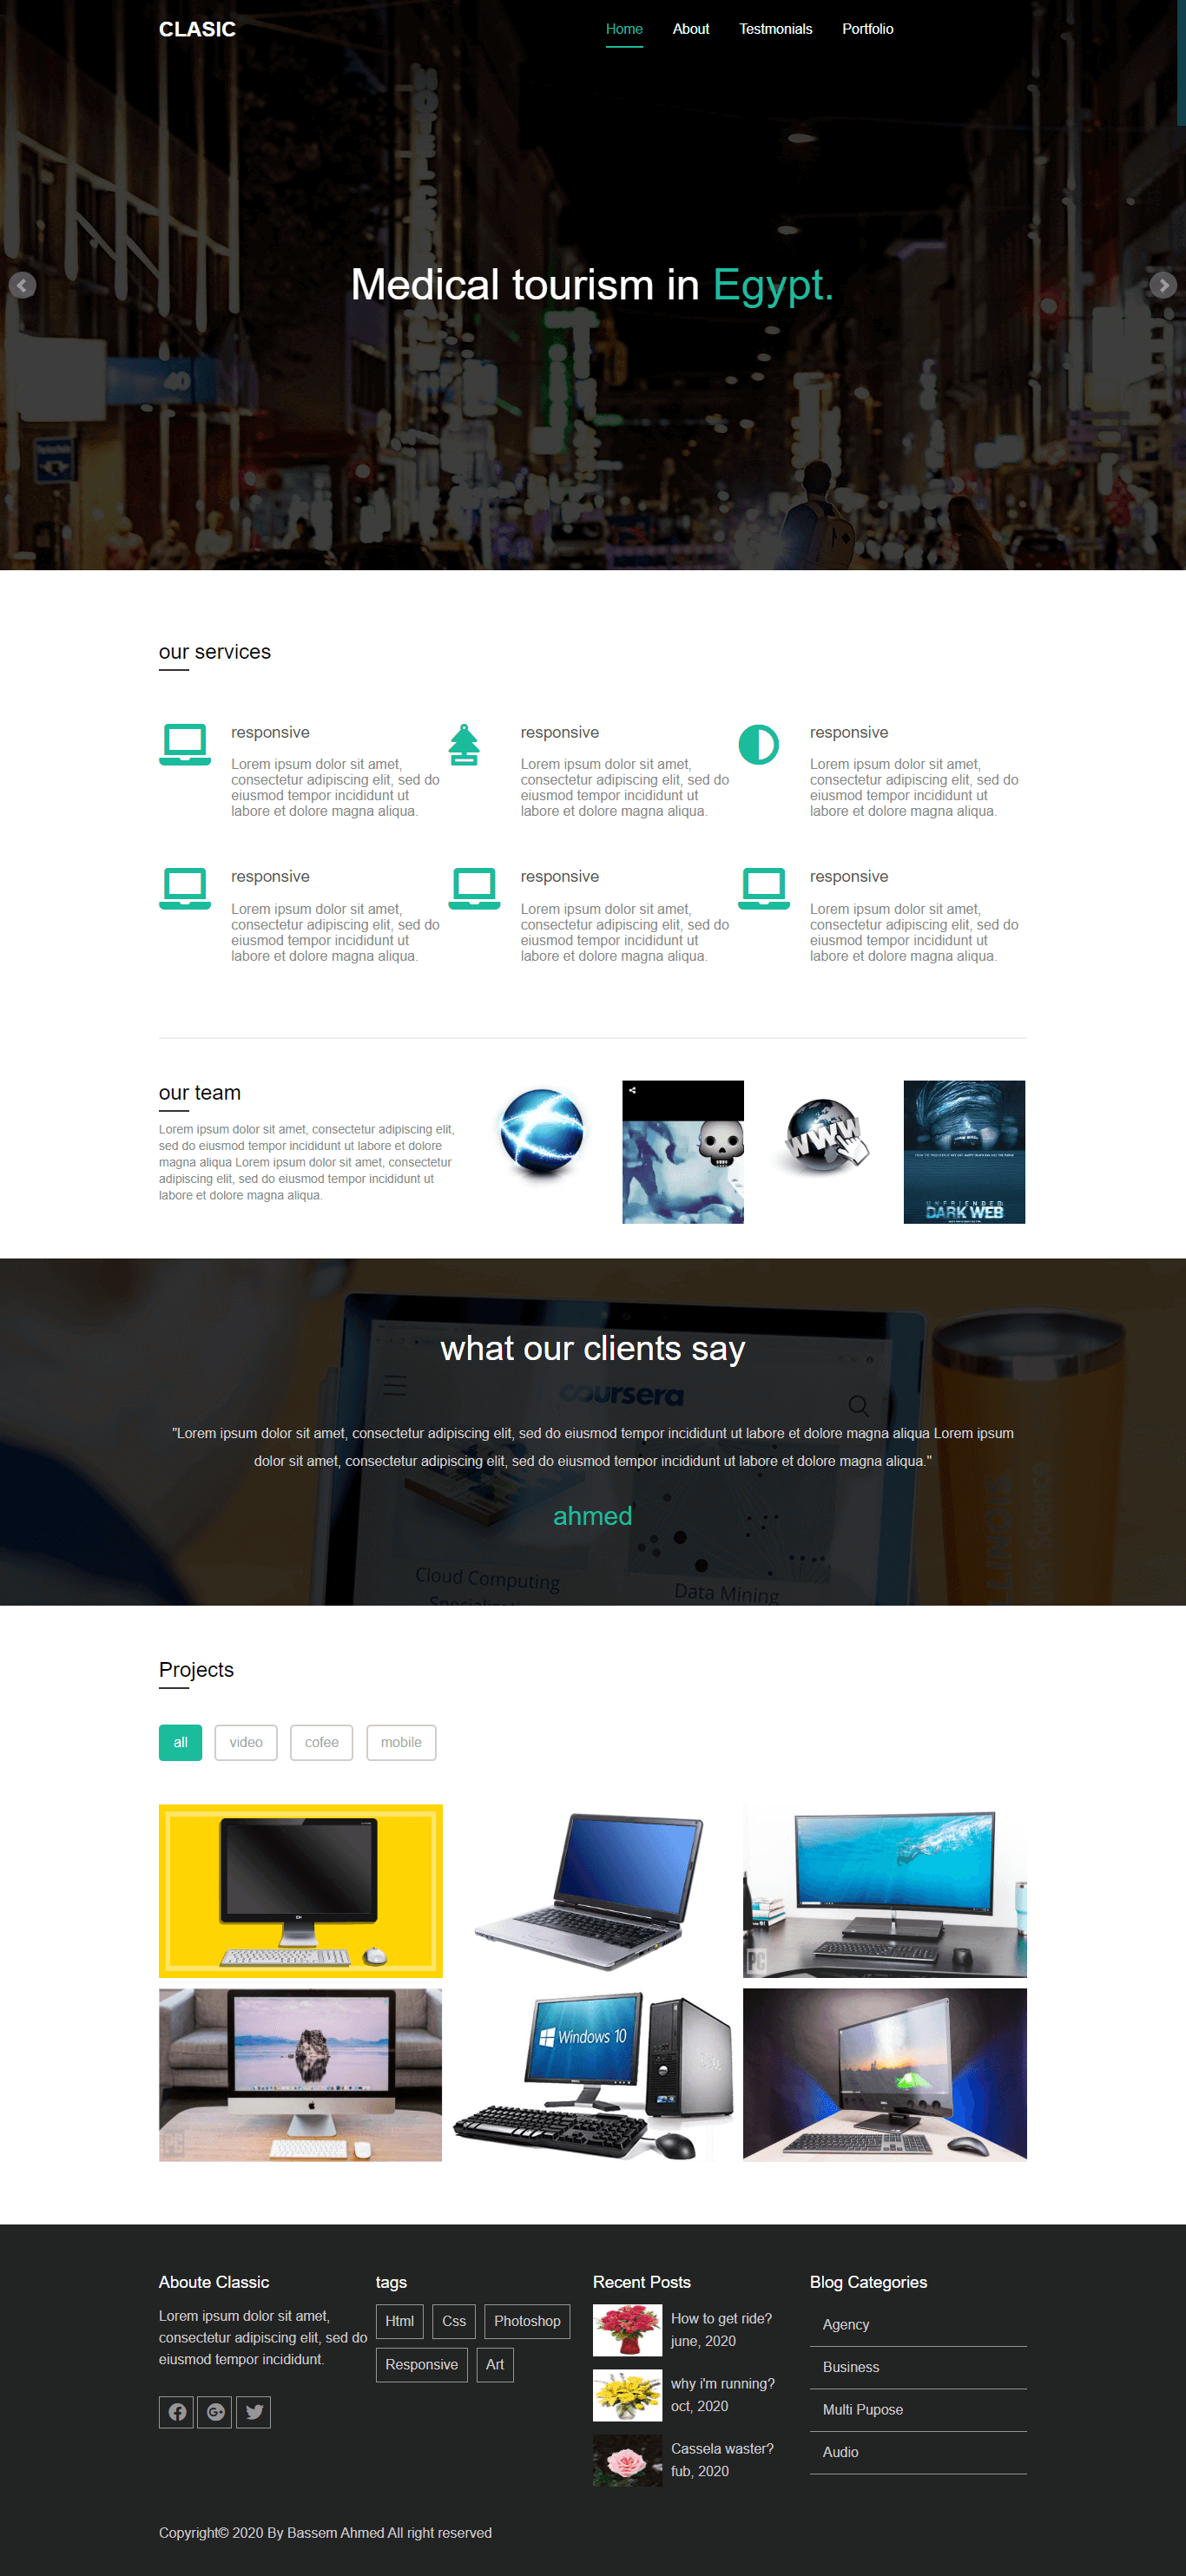 CLASIC
Home About Testmonials Portfolio
Medical tourism in Egypt.
40
our services
responsive
Lorem ipsum dolor sit amet,
consectetur adipiscing elit, sed do
eiusmod tempor incididunt ut
labore et dolore magna aliqua.
responsive
Lorem ipsum dolor sit amet,
consectetur adipiscing elit, sed do
eiusmod tempor incididunt ut
labore et dolore magna aliqua.
responsive
Lorem ipsum dolor sit amet,
consectetur adipiscing elit, sed do
eiusmod tempor incididunt ut
labore et dolore magna aliqua.
responsive
Lorem ipsum dolor sit amet,
consectetur adipiscing elit, sed do
eiusmod tempor incididunt ut
labore et dolore magna aliqua.
responsive
Lorem ipsum dolor sit amet,
consectetur adipiscing elit, sed do
eiusmod tempor incididunt ut
labore et dolore magna aliqua.
responsive
Lorem ipsum dolor sit amet,
consectetur adipiscing elit, sed do
eiusmod tempor incididunt ut
labore et dolore magna aliqua.
our team
Lorem ipsum dolor sit amet, consectetur adipiscing elit,
sed do eiusmod tempor incididunt ut labore et dolore
magna aliqua Lorem ipsum dolor sit amet, consectetur
adipiscing elit, sed do eiusmod tempor incididunt ut
labore et dolore magna aliqua.
WWW
UNFRIENDED
DARK WEB
what our clients say
coursera
"Lorem ipsum dolor sit amet, consectetur adipiscing elit, sed do eiusmod tempor incididunt ut labore et dolore magna aliqua Lorem ipsum
dolor sit amet, consectetur adipiscing elit, sed do eiusmod tempor incididunt ut labore et dolore magna aliqua."
ahmed
Cloud Computing
Data Mining
LINOIS
Science
Projects
all video cofee mobile
PC
PC
Windows 10
Aboute Classic
Lorem ipsum dolor sit amet,
consectetur adipiscing elit, sed do
eiusmod tempor incididunt.
tags
Html Css Photoshop
Responsive Art
Recent Posts
How to get ride?
june, 2020
why i'm running?
oct, 2020
Cassela waster?
fub, 2020
Blog Categories
Agency
Business
Multi Pupose
Audio
Copyright© 2020 By Bassem Ahmed All right reserved